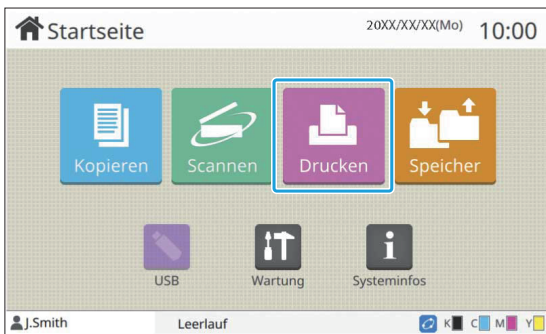 Startseite
20XX/XX/XX(Mo) 10:00
Kopieren Scannen Drucken Speicher
USB Wartung Systeminfos
J.Smith Leerlauf K C M Y